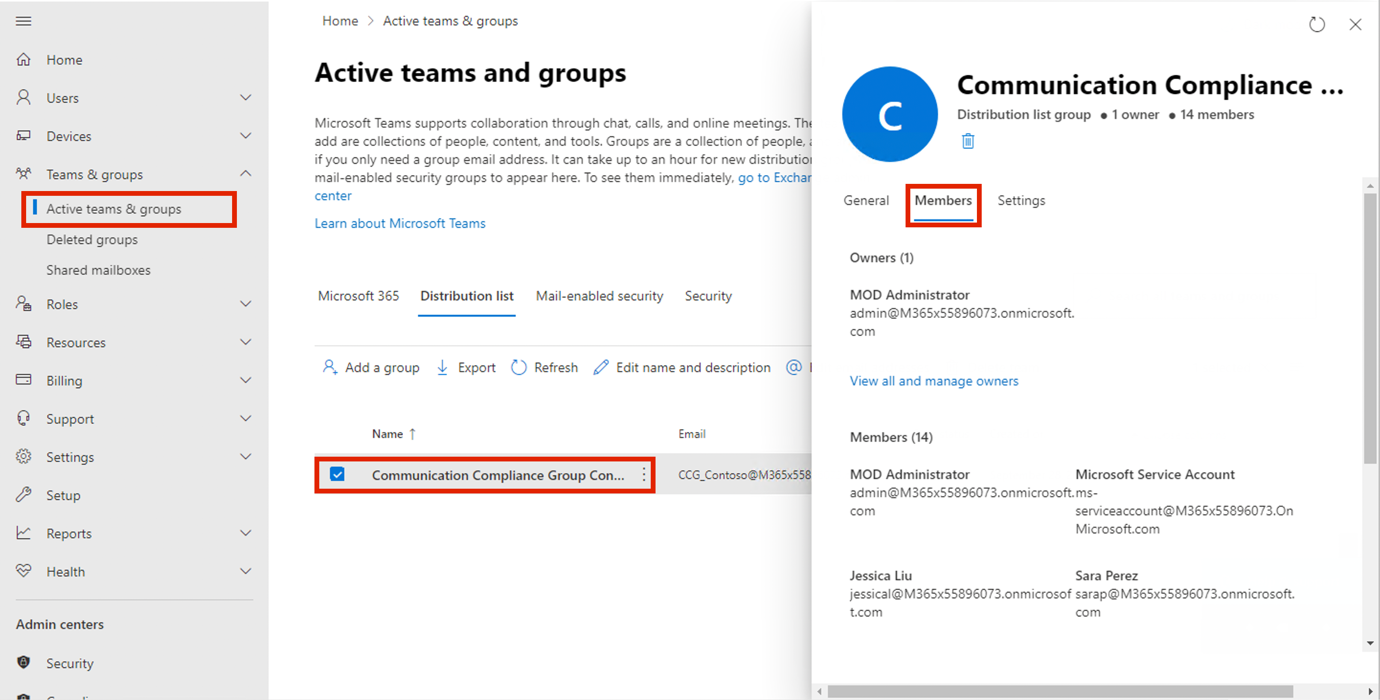 Home
Users
Devices
Teams & groups
Active teams & groups
Deleted groups
Shared mailboxes
Roles
Resources
Billing
Support
Settings
Setup
Reports
Health
Admin centers
Security
Home > Active teams & groups
Active teams and groups
Microsoft Teams supports collaboration through chat, calls, and online meetings. The
add are collections of people, content, and tools. Groups are a collection of people, a
if you only need a group email address. It can take up to an hour for new distribution
mail-enabled security groups to appear here. To see them immediately, go to Exchan
center
Learn about Microsoft Teams
Microsoft 365 Distribution list Mail-enabled security Security
Add a group Export Refresh Edit name and description
Name ↑ Email
Communication Compliance Group Con... CCG_Contoso@M365x558
C
Communication Compliance ...
Distribution list group ● 1 owner ● 14 members
General Members Settings
Owners (1)
MOD Administrator
admin@M365x55896073.onmicrosoft.
com
View all and manage owners
Members (14)
MOD Administrator Microsoft Service Account
admin@M365x55896073.onmicrosoft. ms-
com serviceaccount@M365x55896073.On
Microsoft.com
Jessica Liu Sara Perez
jessical@M365x55896073.onmicrosof sarap@M365x55896073.onmicrosoft.
t.com com